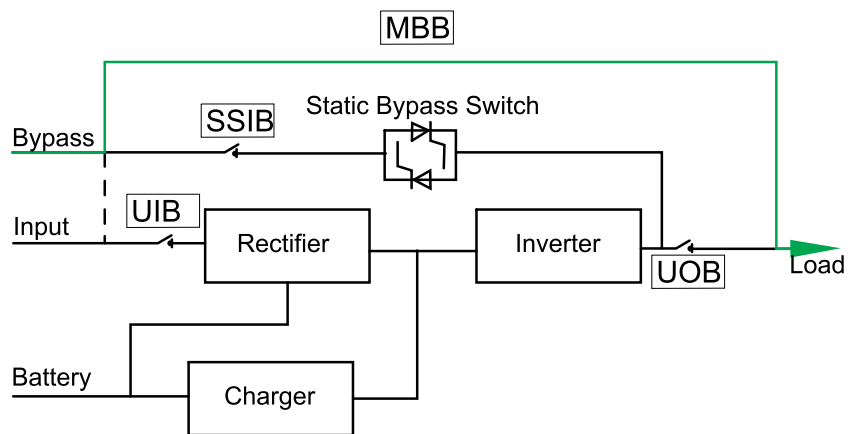 MBB
Static Bypass Switch
SSIB
Bypass
UIB
Input
Rectifier
Inverter
UOB
Load
Battery
Charger